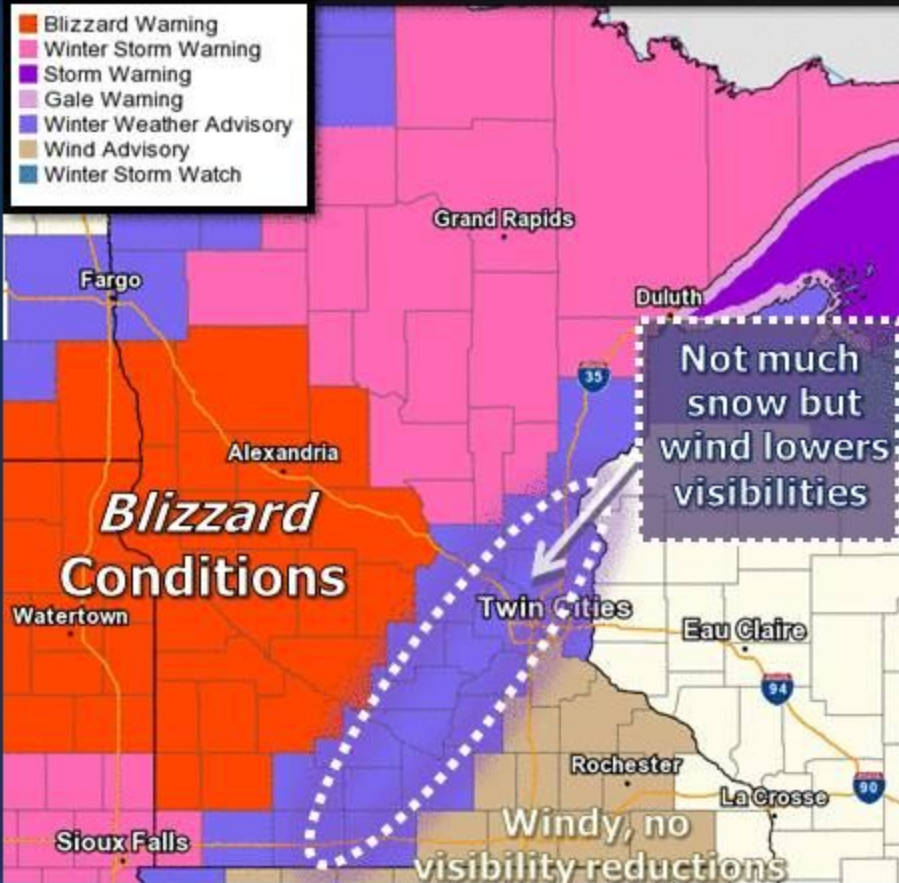 Blizzard Warning
Winter Storm Warning
Storm Warning
Gale Warning
Winter Weather Advisory
Wind Advisory
Winter Storm Watch
Grand Rapids
Fargo
Duluth
Not much
snow but
wind lowers
visibilities
35
Alexandria
Blizzard
Conditions
Watertown
Twin Cities
Eau Claire
94
Rochester
90
La Crosse
Windy, no
visibility reductions
Sioux Falls